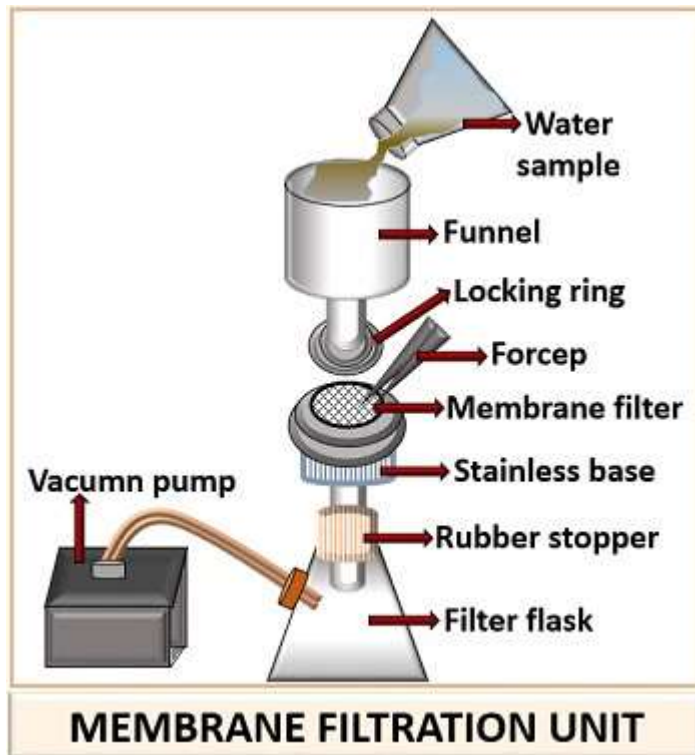 Water
sample
Funnel
Locking ring
Forcep
Membrane filter
Stainless base
Vacumn pump
Rubber stopper
Filter flask
MEMBRANE FILTRATION UNIT